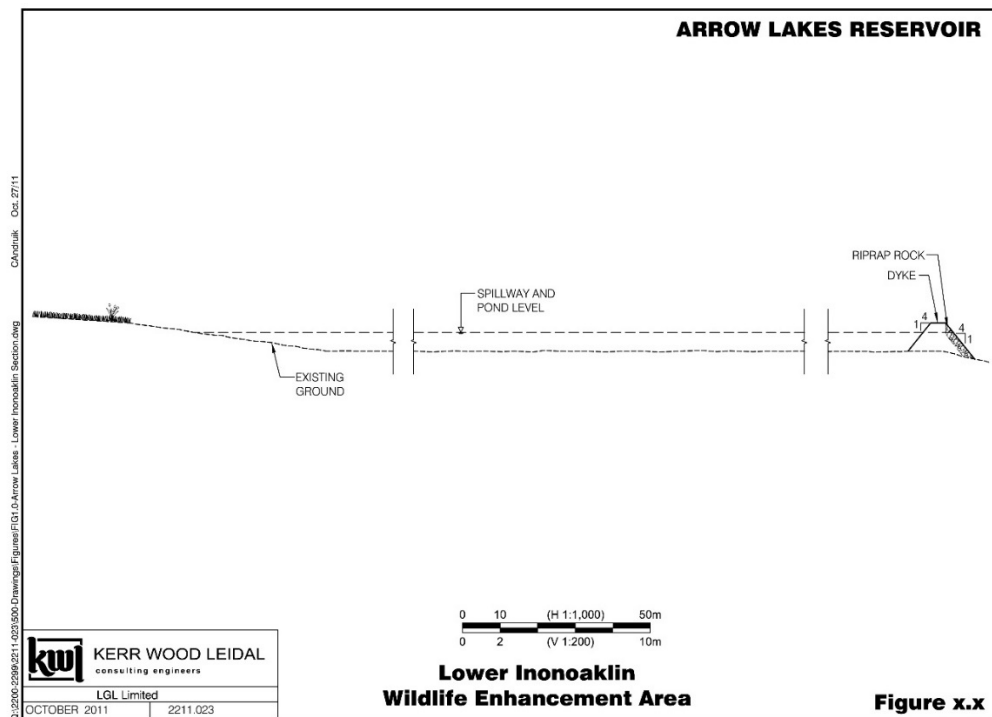 ARROW LAKES RESERVOIR
CAndruik Oct. 27/11
RIPRAP ROCK
DYKE
SPILLWAY AND
POND LEVEL
4
1
4
1
EXISTING
GROUND
0 10 (H 1:1,000) 50m
0 2 (V 1:200) 10m
kwl
KERR WOOD LEIDAL
consulting engineers
LGL Limited
OCTOBER 2011 2211.023
Lower Inonoaklin
Wildlife Enhancement Area
Figure x.x